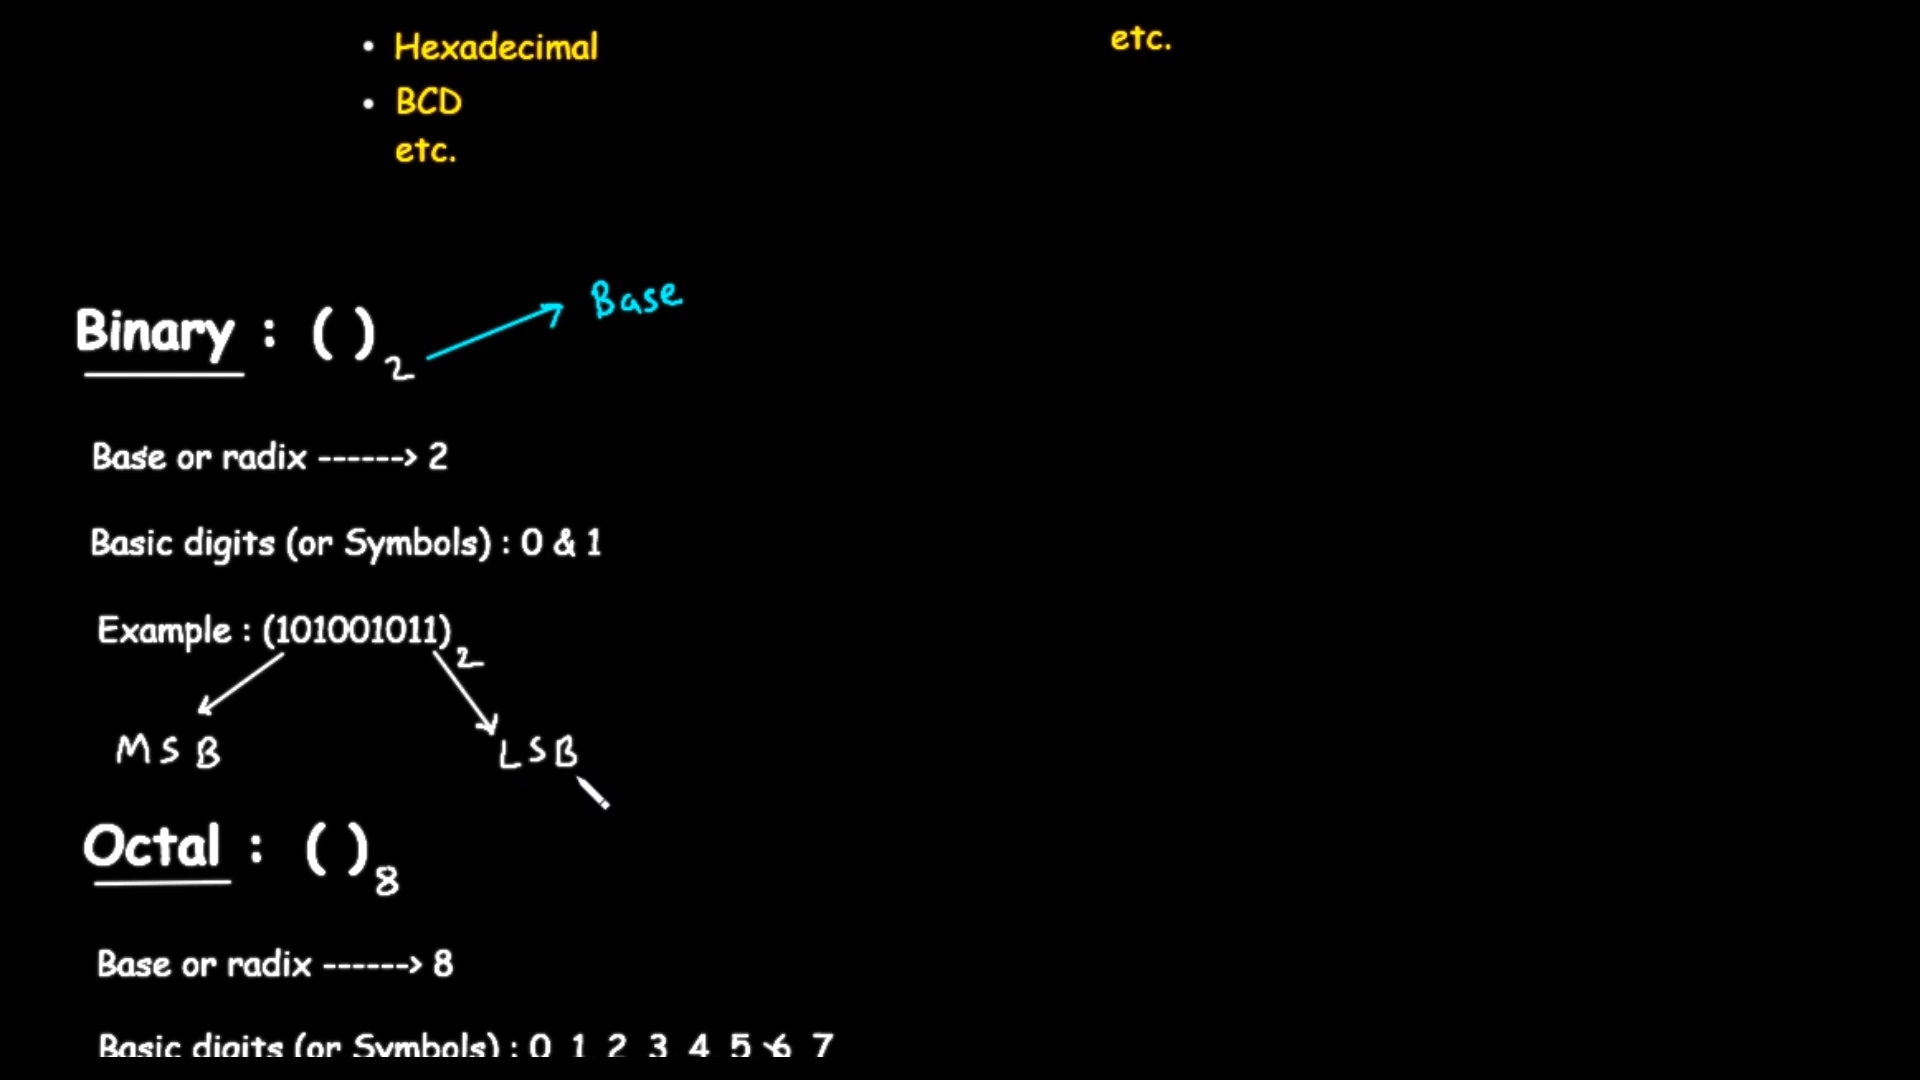 • Hexadecimal
etc.
• BCD
etc.
Base
Binary : ( )2
Base or radix ------> 2
Basic digits (or Symbols) : 0 & 1
Example : (101001011)2
MSB
LSB
Octal : ( )8
Base or radix ------> 8
Basic digits (or Symbols) : 0 1 2 3 4 5 6 7